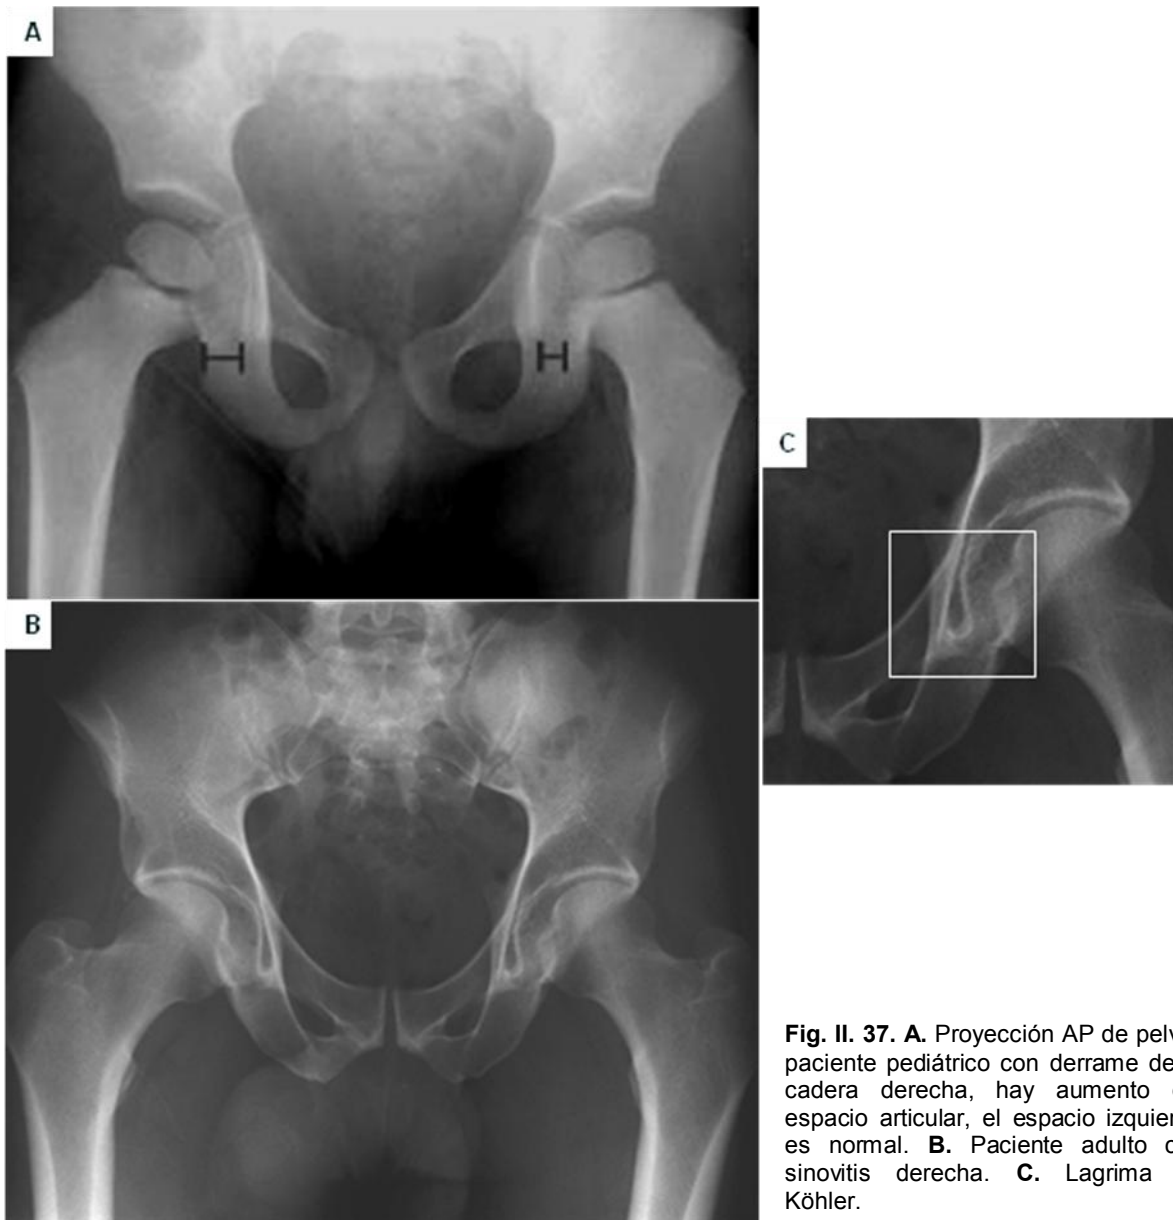 A
B
C
Fig. II. 37. A. Proyección AP de pelv
paciente pediátrico con derrame de
cadera derecha, hay aumento
espacio articular, el espacio izquier
es normal. B. Paciente adulto
sinovitis derecha. C. Lagrima
Köhler.